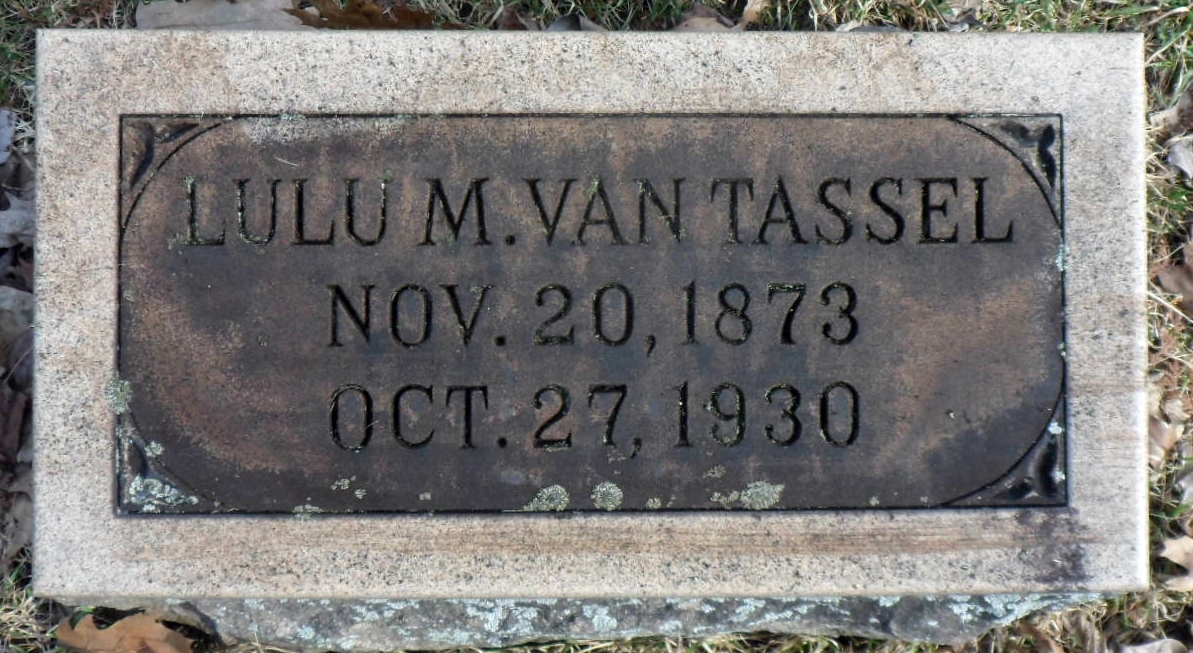 LULU M. VAN TASSEL
NOV. 20, 1873
OCT. 27, 1930